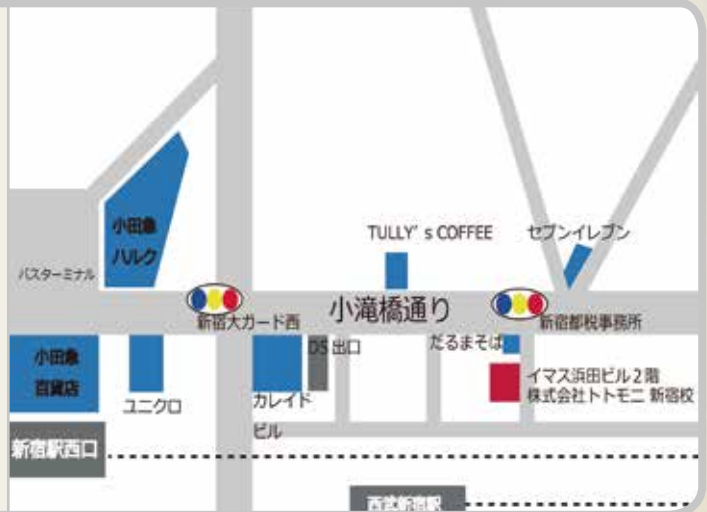 小田急
ハルク
バスターミナル
TULLY’s COFFEE
セブンイレブン
小滝橋通り
新宿大ガード西
新宿都税事務所
小田急
百貨店
ユニクロ
カレイド
ビル
D5 出口
だるまそば
イマス浜田ビル2階
株式会社トトモニ 新宿校
新宿駅西口
西武新宿駅